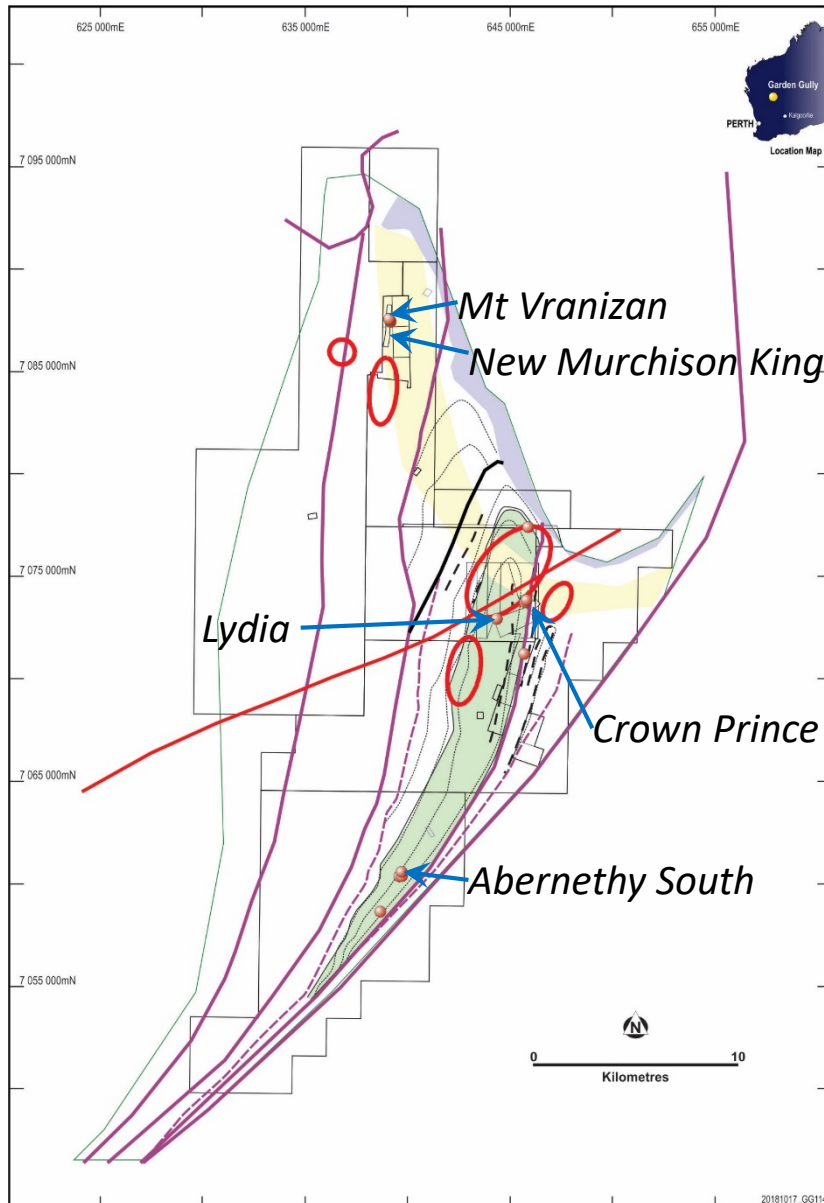 625 000mE
635 000mE
645 000mE
655 000mE
Garden Gully
Kalgoorlie
PERTH
Location Map
7 095 000mN
Mt Vranizan
New Murchison King
7 085 000mN
7 075 000mN
Lydia
Crown Prince
7 065 000mN
Abernethy South
7 055 000mN
N
0 10
Kilometres
20181017_GG114